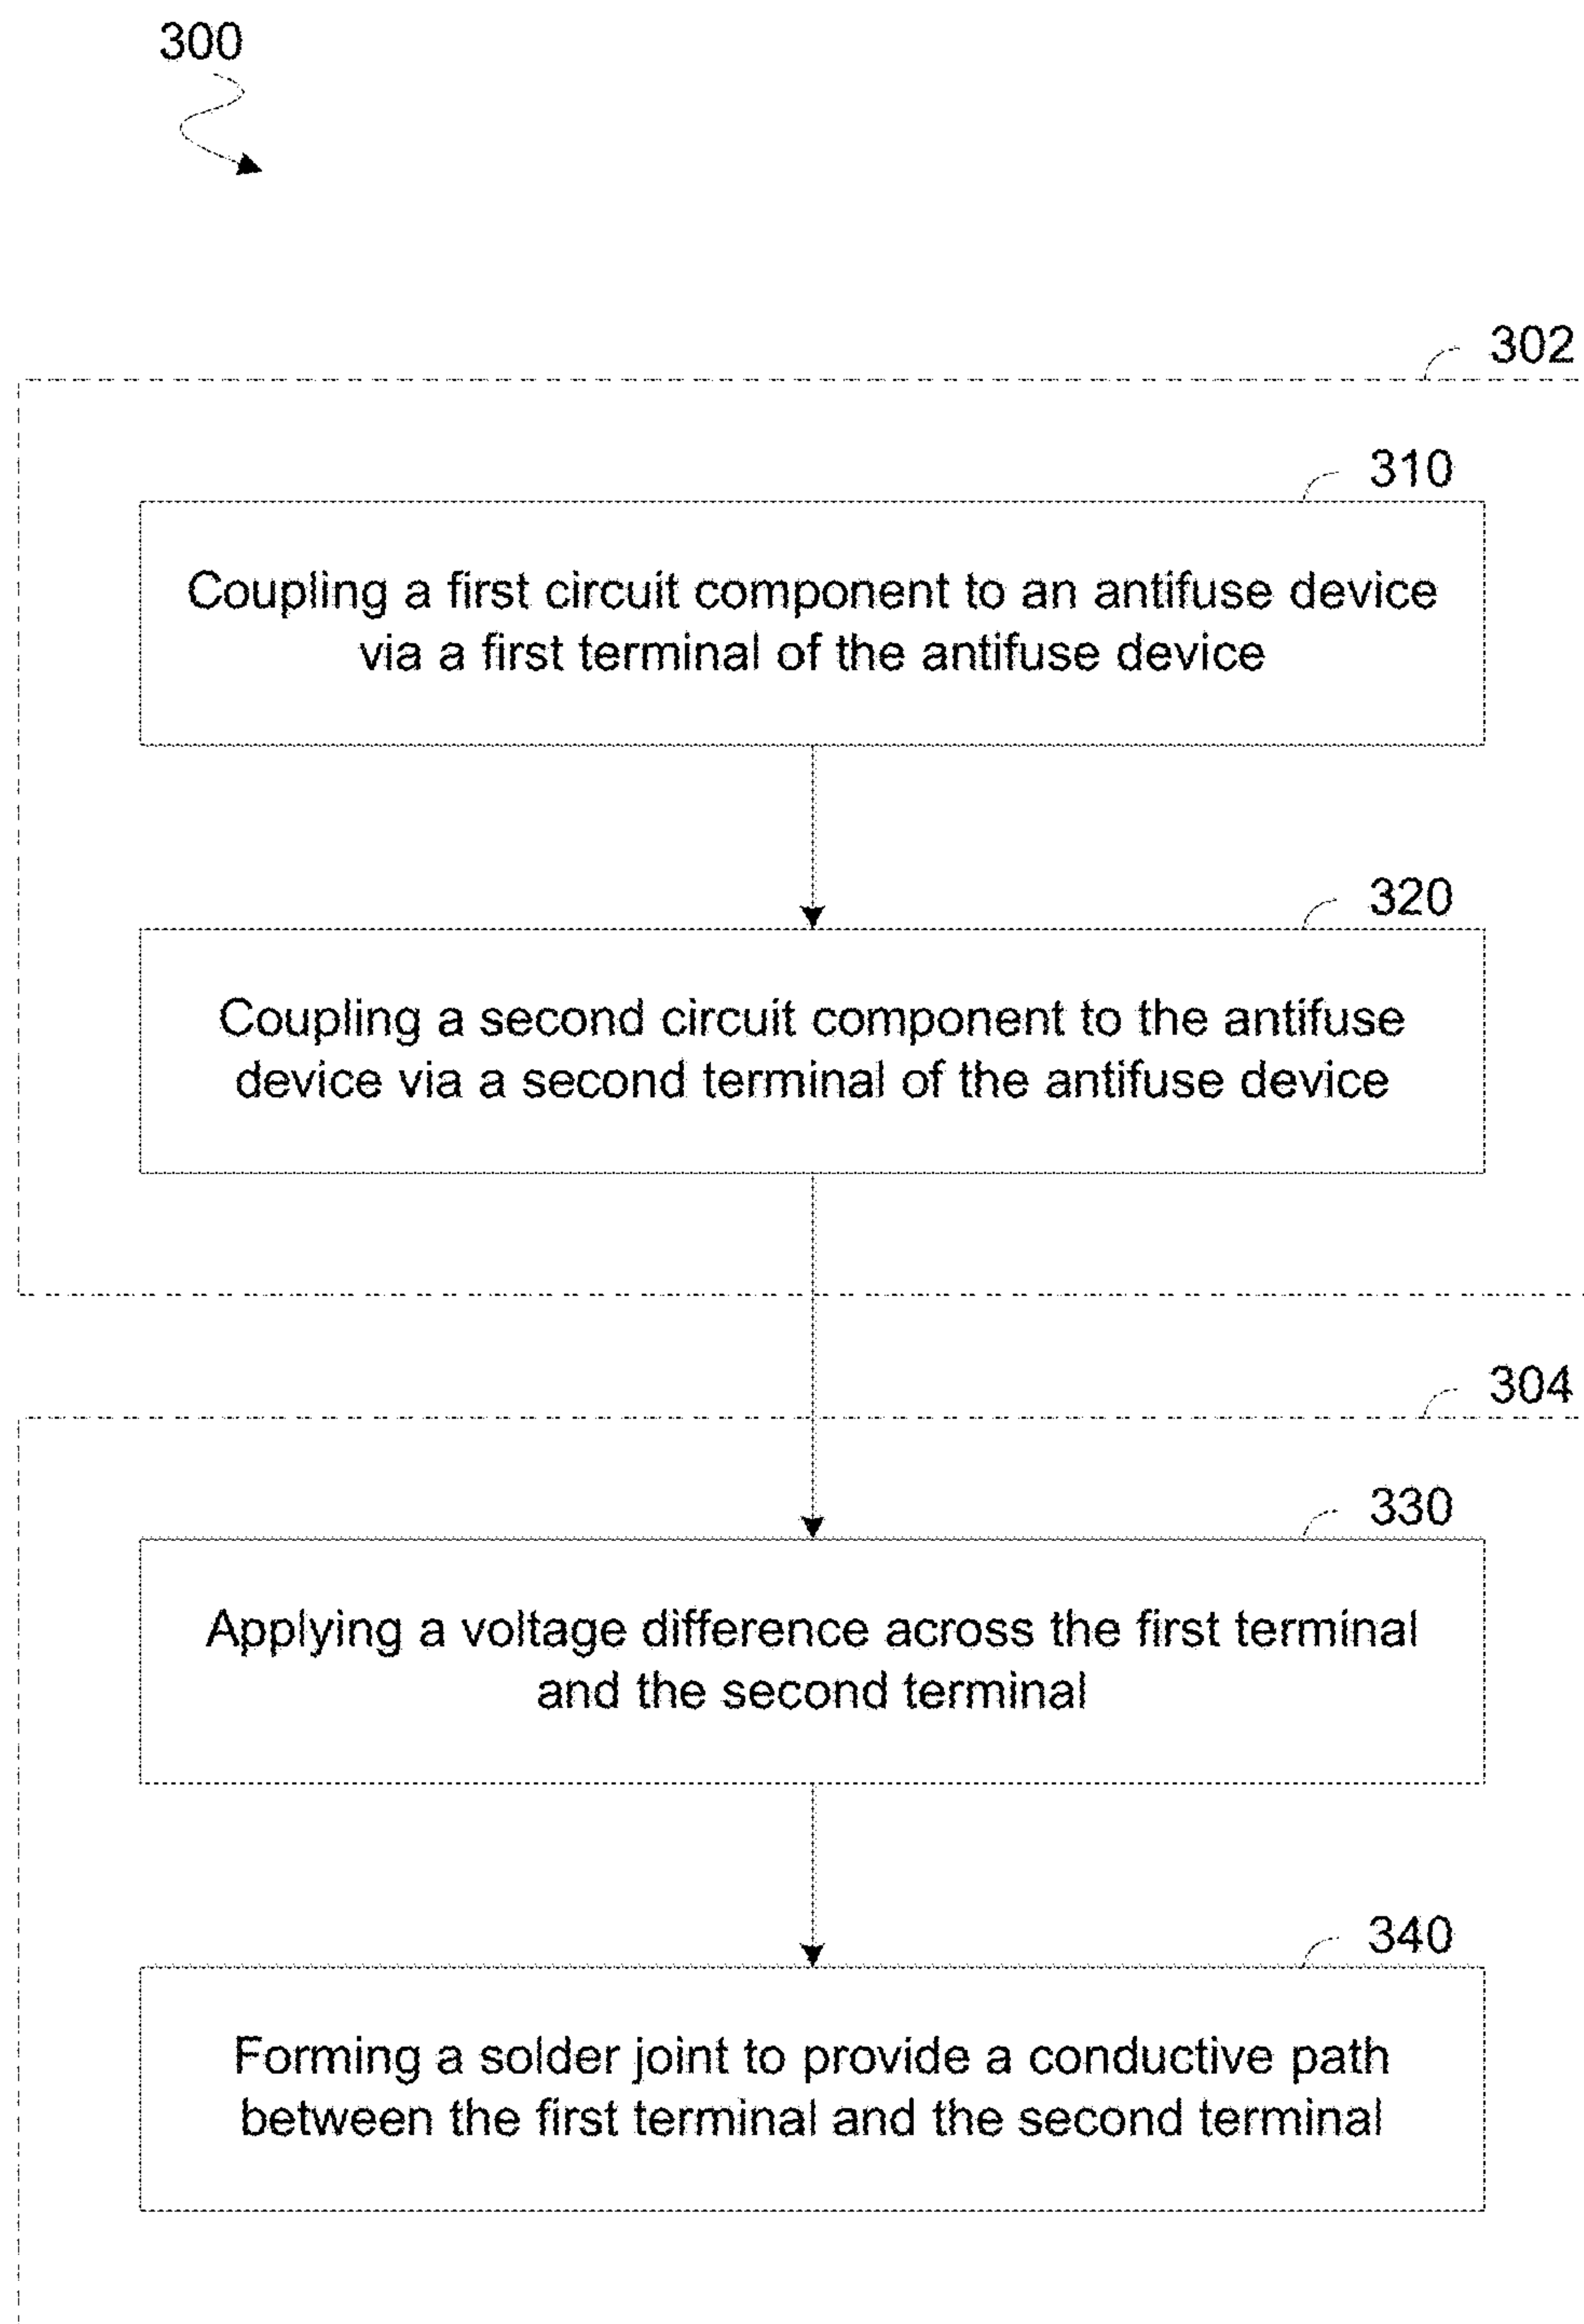 300
302
310
Coupling a first circuit component to an antifuse device
via a first terminal of the antifuse device
320
Coupling a second circuit component to the antifuse
device via a second terminal of the antifuse device
304
330
Applying a voltage difference across the first terminal
and the second terminal
340
Forming a solder joint to provide a conductive path
between the first terminal and the second terminal